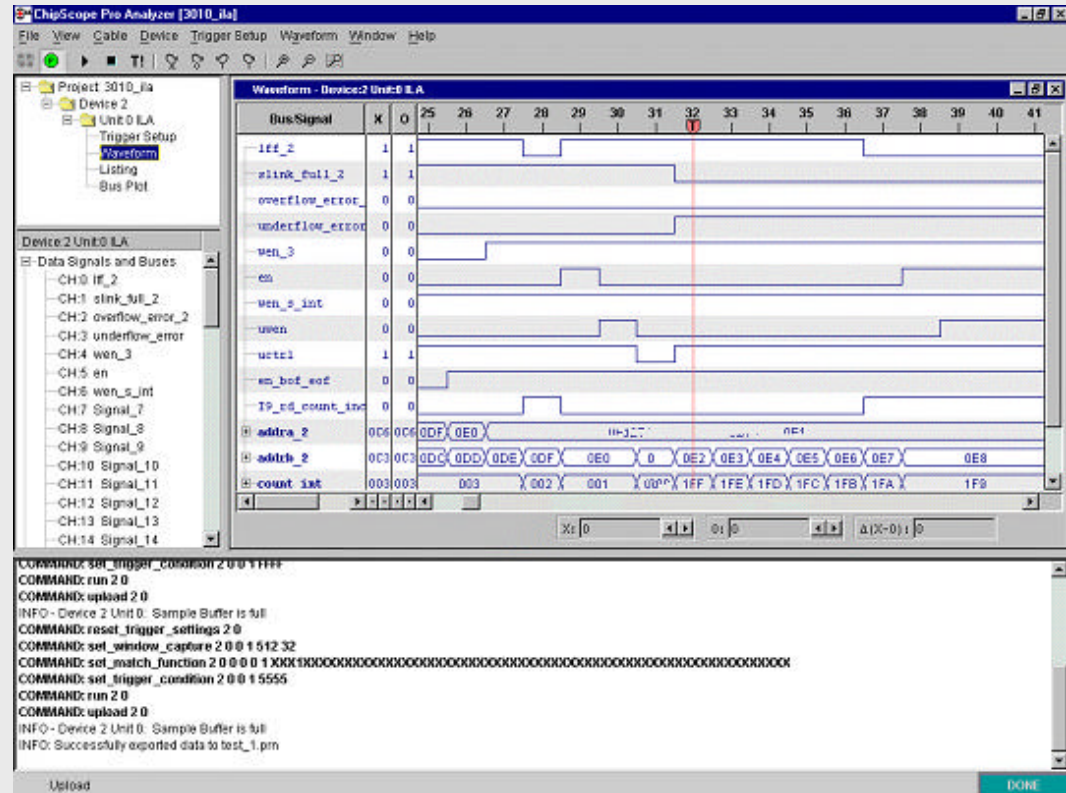 ChipScope Pro Analyzer [3010_ila]
File View Cable Device Trigger Setup Waveform Window Help
T!
Project: 3010_ila
Device 2
Unit 0 ILA
Trigger Setup
Waveform
Listing
Bus Plot
Device:2 Unit:0 ILA
Data Signals and Buses
CH:0 lff_2
CH:1 slink_full_2
CH:2 overflow_error_2
CH:3 underflow_error
CH:4 wen_3
CH:5 en
CH:6 wen_s_int
CH:7 Signal_7
CH:8 Signal_8
CH:9 Signal_9
CH:10 Signal_10
CH:11 Signal_11
CH:12 Signal_12
CH:13 Signal_13
CH:14 Signal_14
Waveform - Device:2 Unit:0 ILA
Bus/Signal X O 25 26 27 28 29 30 31 32 33 34 35 36 37 38 39 40 41
T
lff_2 1 1
slink_full_2 1 1
overflow_error_ 0 0
underflow_error 0 0
wen_3 0 0
en 0 0
wen_s_int 0 0
uwen 0 0
uctrl 1 1
en_bof_eof 0 0
I9_rd_count_inc 0 0
addra_2 0C6 0C6 0DF 0E0
addrb_2 0C3 0C3 0DC 0DD 0DE 0DF 0E0 0 0E2 0E3 0E4 0E5 0E6 0E7 0E8
count_int 003 003 003 002 001 1FF 1FE 1FD 1FC 1FB 1FA 1F9
X: 0 O: 0 Δ(X-O): 0
COMMAND: set_trigger_condition 2 0 0 1 FFFF
COMMAND: run 2 0
COMMAND: upload 2 0
INFO - Device 2 Unit 0: Sample Buffer is full
COMMAND: reset_trigger_settings 2 0
COMMAND: set_window_capture 2 0 0 1 512 32
COMMAND: set_match_function 2 0 0 0 0 1
COMMAND: set_trigger_condition 2 0 0 1 5555
COMMAND: run 2 0
COMMAND: upload 2 0
INFO - Device 2 Unit 0: Sample Buffer is full
INFO: Successfully exported data to test_1.prn
Upload
DONE